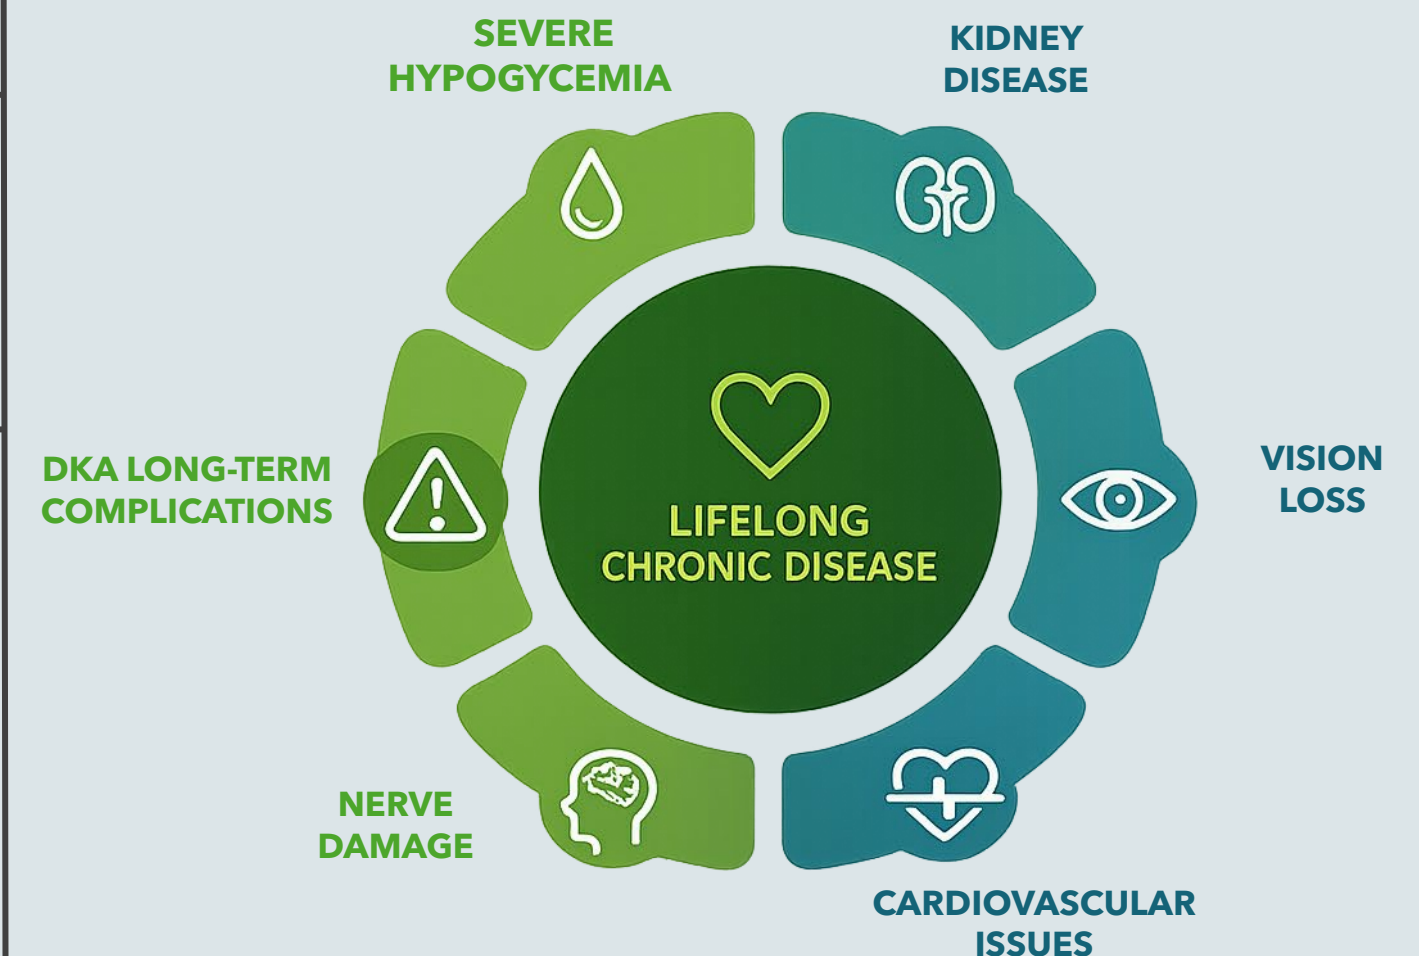 SEVERE
HYPOGYCEMIA
KIDNEY
DISEASE
DKA LONG-TERM
COMPLICATIONS
LIFELONG
CHRONIC DISEASE
VISION
LOSS
NERVE
DAMAGE
CARDIOVASCULAR
ISSUES